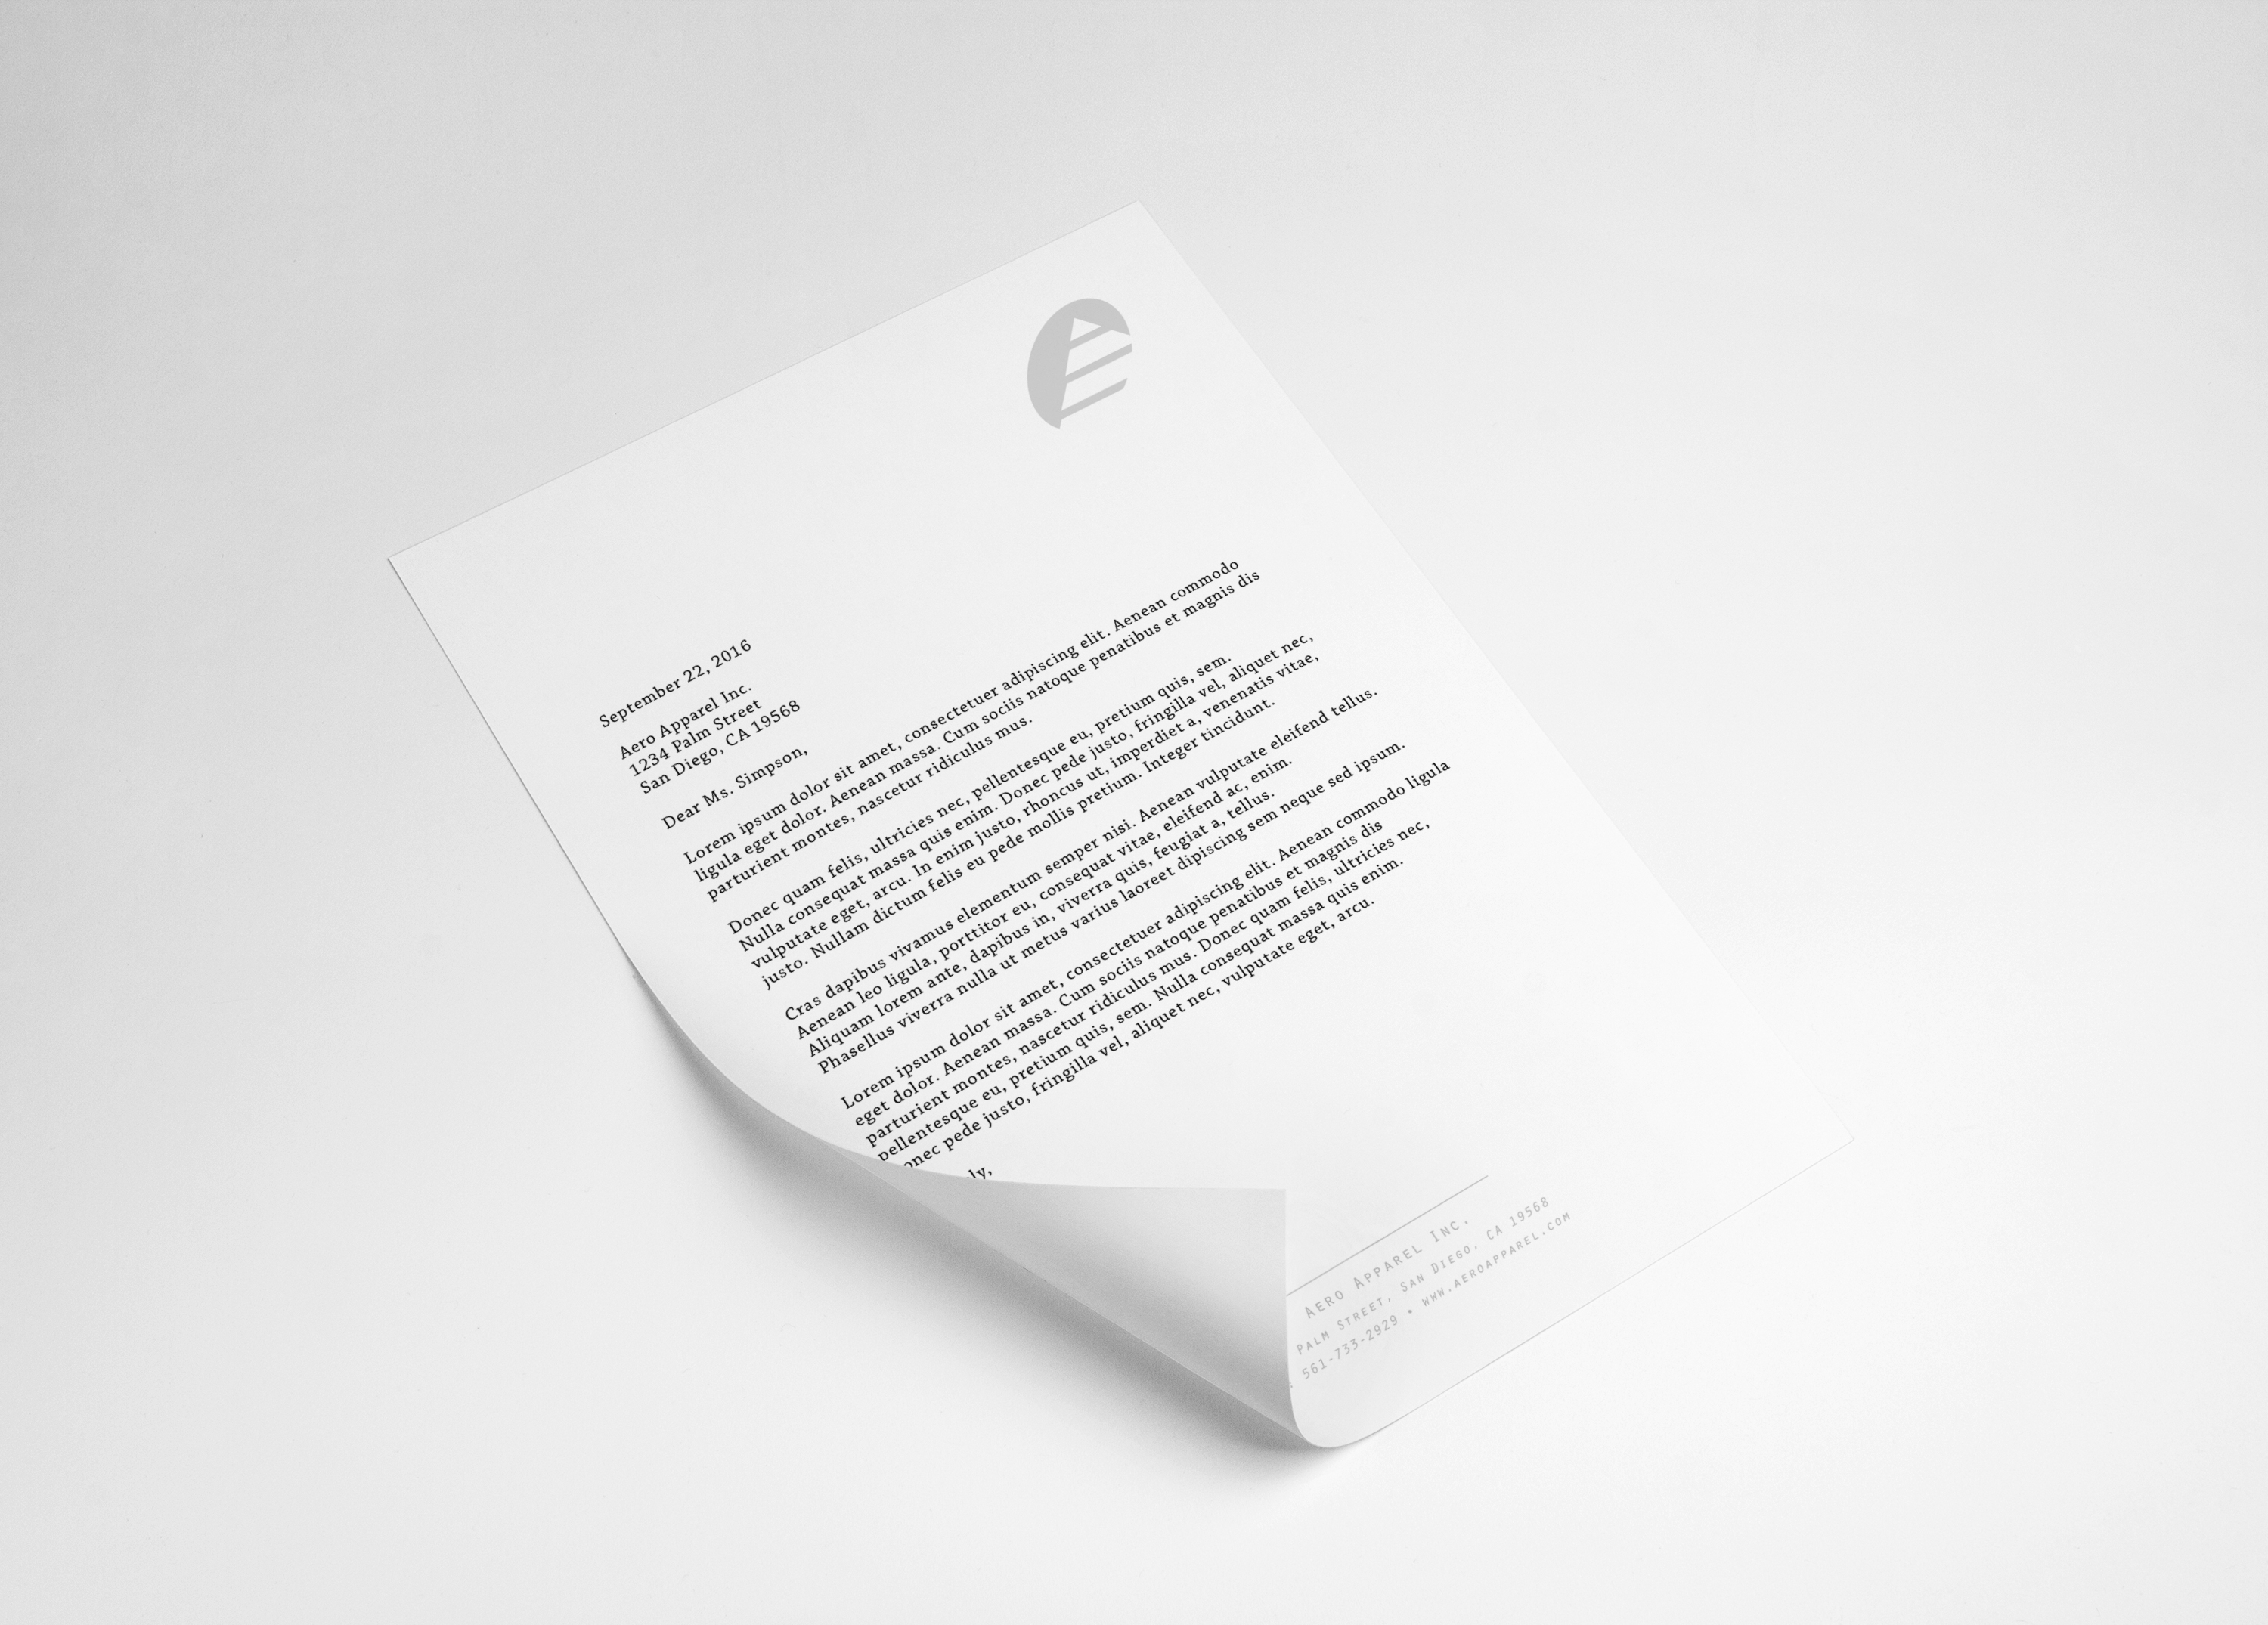 September 22, 2016
Aero Apparel Inc.
1234 Palm Street
San Diego, CA 19568
Dear Ms. Simpson,
Lorem ipsum dolor sit amet, consectetuer adipiscing elit. Aenean commodo
ligula eget dolor. Aenean massa. Cum sociis natoque penatibus et magnis dis
parturient montes, nascetur ridiculus mus.
Donec quam felis, ultricies nec, pellentesque eu, pretium quis, sem.
Nulla consequat massa quis enim. Donec pede justo, fringilla vel, aliquet nec,
vulputate eget, arcu. In enim justo, rhoncus ut, imperdiet a, venenatis vitae,
justo. Nullam dictum felis eu pede mollis pretium. Integer tincidunt.
Cras dapibus vivamus elementum semper nisi. Aenean vulputate eleifend tellus.
Aenean leo ligula, porttitor eu, consequat vitae, eleifend ac, enim.
Aliquam lorem ante, dapibus in, viverra quis, feugiat a, tellus.
Phasellus viverra nulla ut metus varius laoreet dipiscing sem neque sed ipsum.
Lorem ipsum dolor sit amet, consectetuer adipiscing elit. Aenean commodo ligula
eget dolor. Aenean massa. Cum sociis natoque penatibus et magnis dis
parturient montes, nascetur ridiculus mus. Donec quam felis, ultricies nec,
pellentesque eu, pretium quis, sem. Nulla consequat massa quis enim.
onec pede justo, fringilla vel, aliquet nec, vulputate eget, arcu.
ly,
Aero Apparel Inc.
Palm Street, San Diego, CA 19568
: 561-733-2929 • www.aeroapparel.com